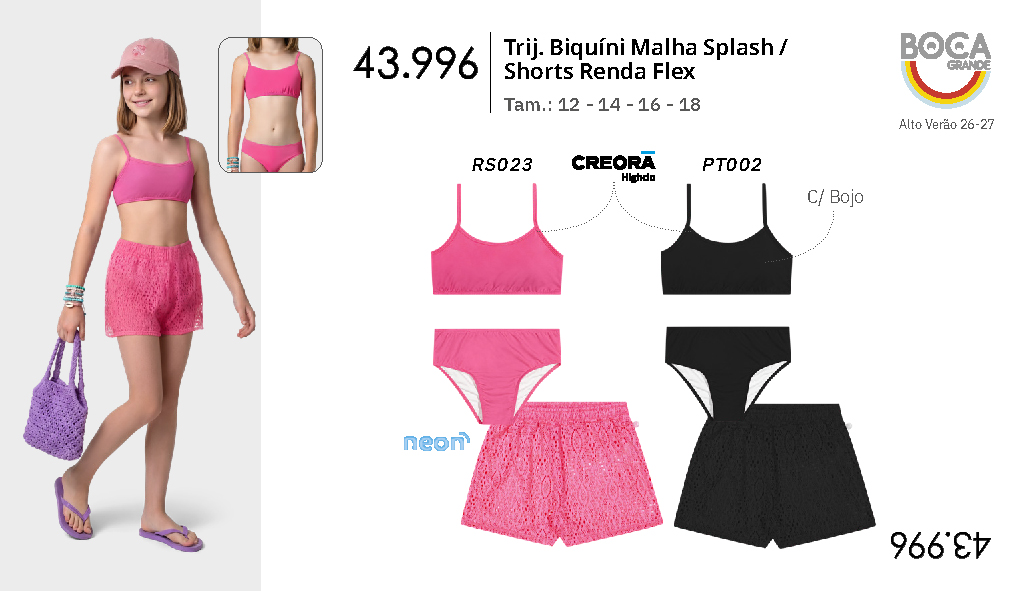 43.996
Trij. Biquíni Malha Splash /
Shorts Renda Flex
Tam.: 12 - 14 - 16 - 18
BOCA
GRANDE
Alto Verão 26-27
RS023
CREORA
Highclo
PT002
C/ Bojo
neon
43.996